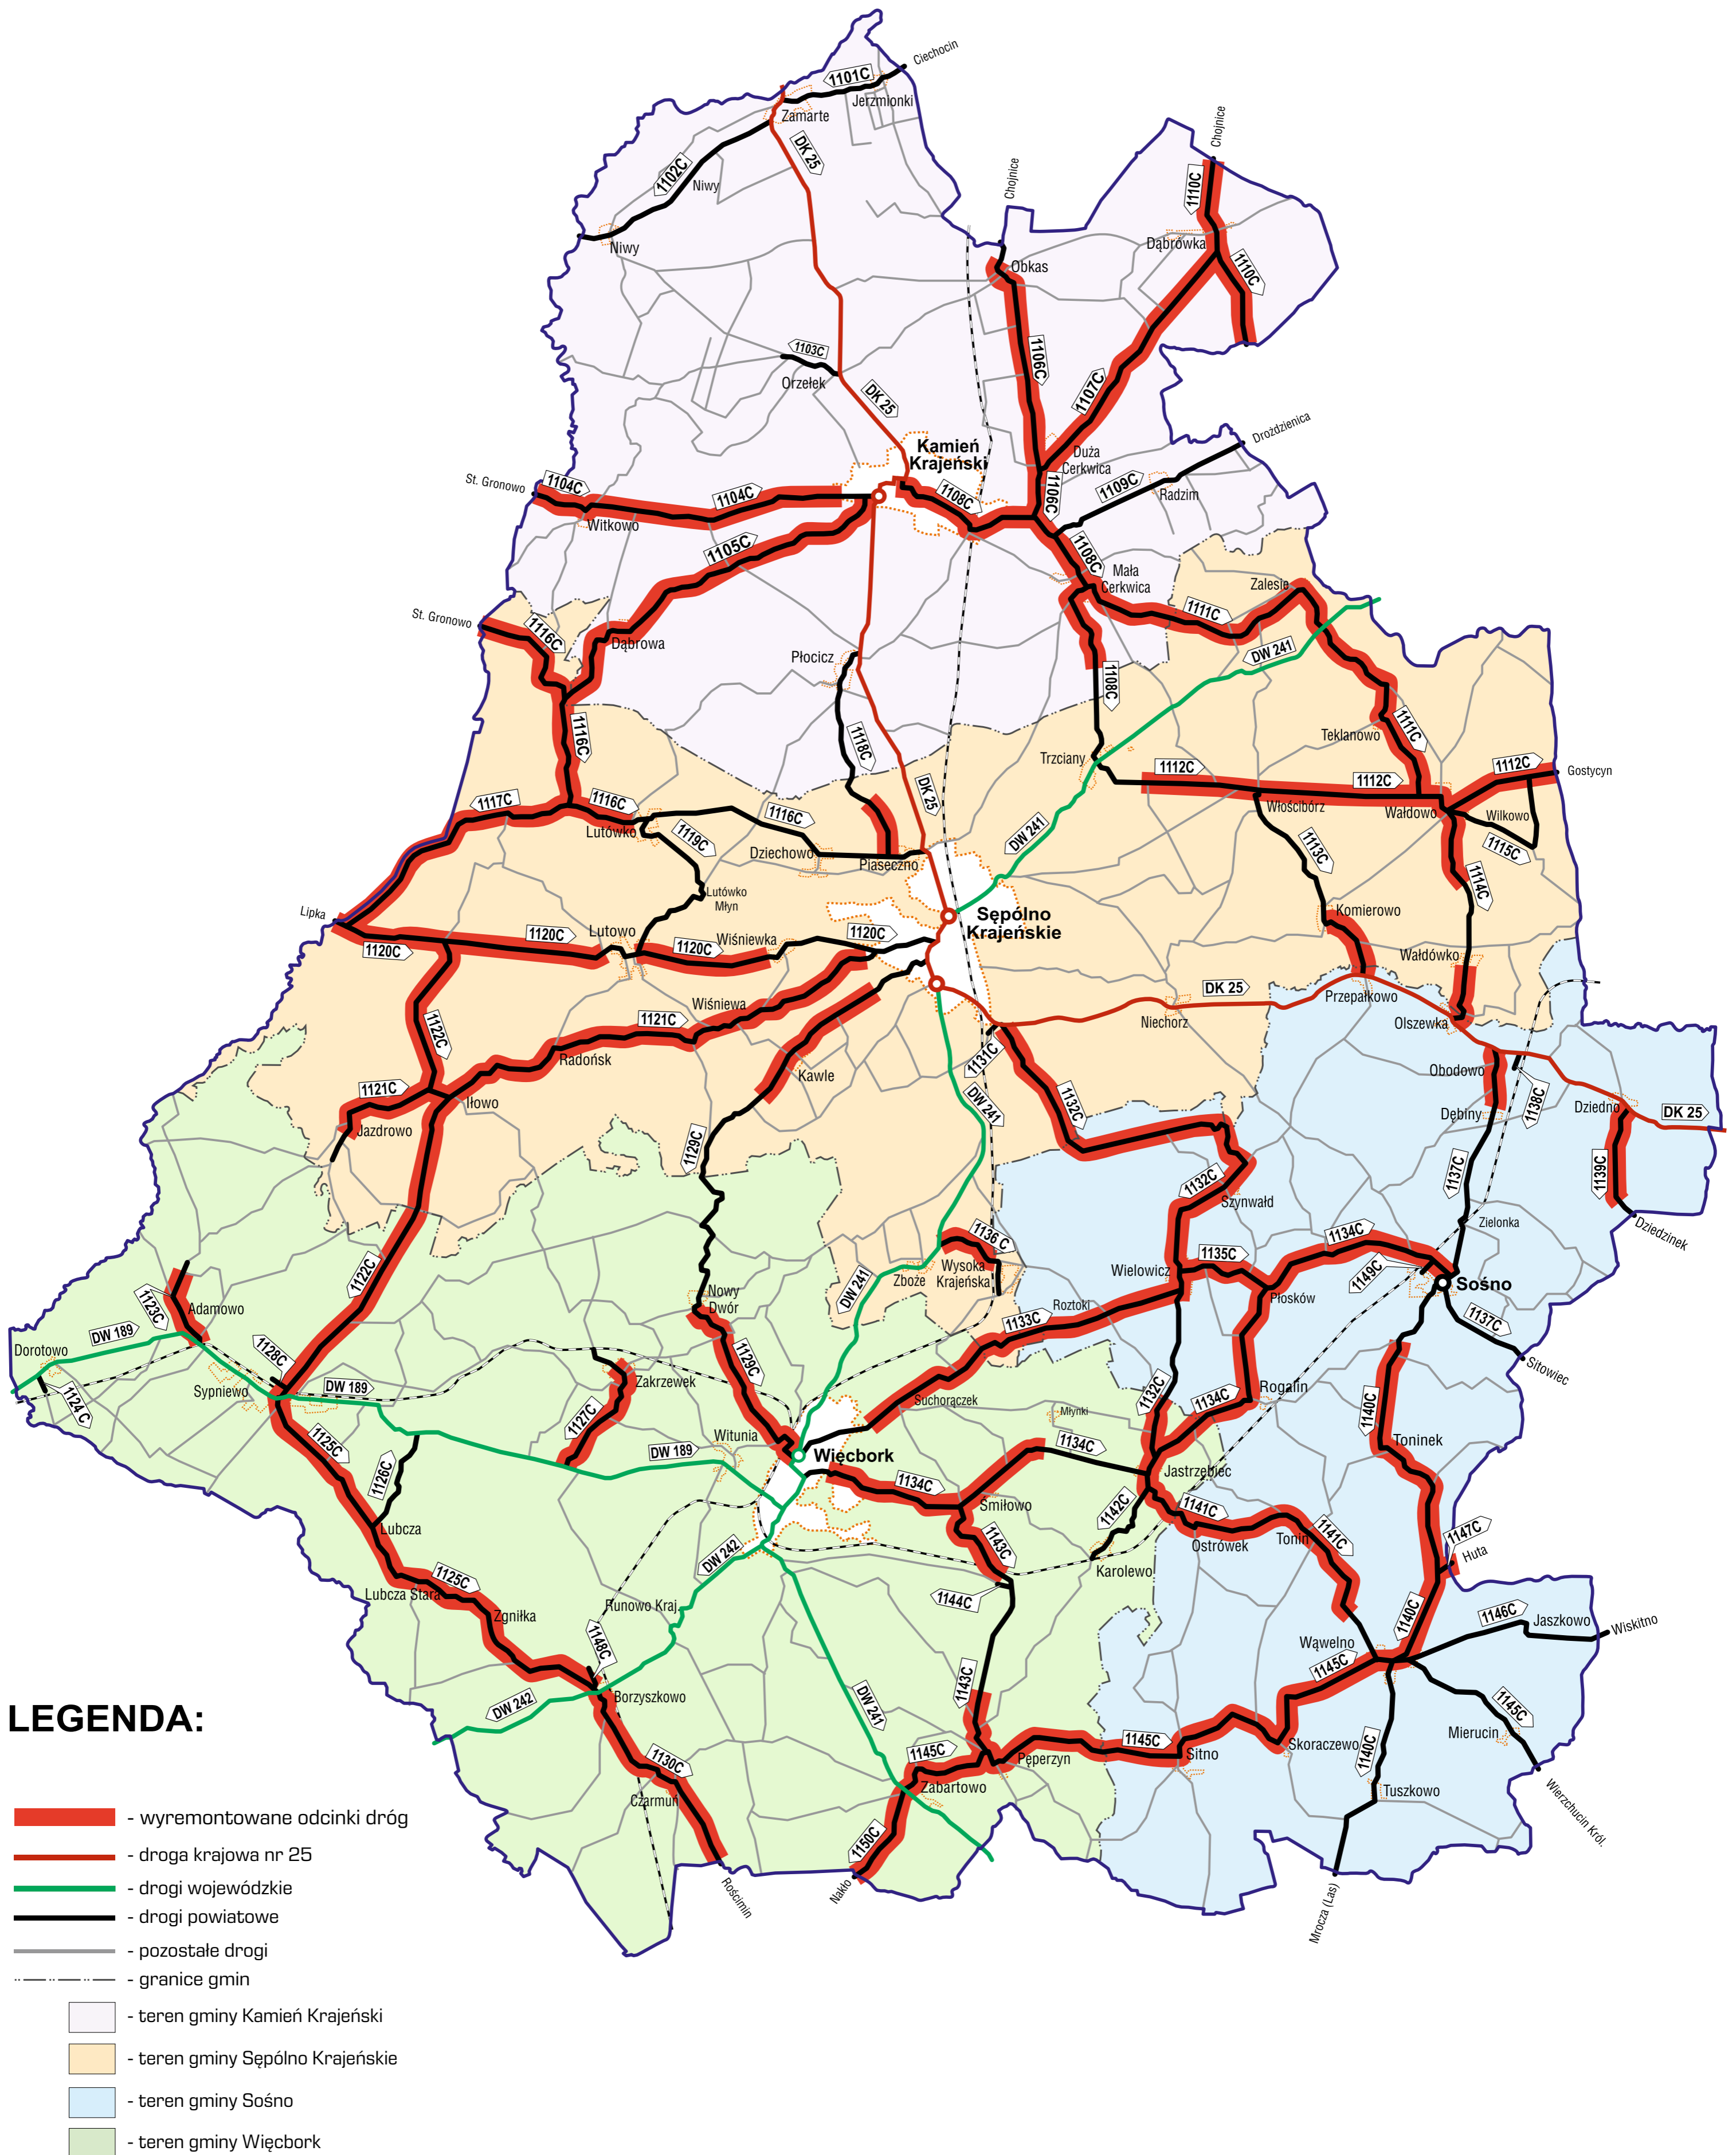 Ciechocin
1101C
Jerzmionki
Zamarte
DK 25
1102C
Niwy
Niwy
Chojnice
Chojnice
1110C
Dąbrówka
1110C
Obkas
1103C
Orzełek
DK 25
1106C
1107C
Kamień
Krajeński
Duża
Cerkwica
Drożdzienica
St. Gronowo
1104C
1104C
1108C
1106C
1109C
Radzim
Witkowo
1105C
1108C
Mała
Cerkwica
Zalesie
St. Gronowo
1116C
Dąbrowa
1111C
Płocicz
DW 241
1108C
1116C
1118C
Teklanowo
1111C
Trzciany
1112C
1112C
1112C
Gostycyn
DK 25
1117C
1116C
1116C
Włościbórz
Wałdowo
Wilkowo
Lutówko
1119C
Dziechowo
Piaseczno
DW 241
1113C
1115C
Lutówko
Młyn
1114C
Lipka
Sępólno
Krajeńskie
Komierowo
1120C
1120C
Lutowo
1120C
Wiśniewka
1120C
Wałdówko
DK 25
Przepałkowo
Wiśniewa
1121C
Niechorz
Olszewka
1122C
Radońsk
1131C
Kawle
Obodowo
1121C
Iłowo
DW 241
1132C
Dębiny
1138C
Dziedno
DK 25
Jazdrowo
1129C
1137C
1139C
1132C
Szynwałd
Zielonka
Dziedzinek
1136 C
1134C
1135C
Wysoka
Krajeńska
Zboże
Wielowicz
1149C
Sośno
1122C
DW 241
Nowy
Dwór
Płosków
Roztoki
1133C
1137C
1123C
Adamowo
DW 189
Dorotowo
1128C
1129C
Sitowiec
1124 C
Sypniewo
DW 189
Zakrzewek
Suchorączek
1132C
1134C
Rogalin
Młynki
1140C
1127C
1125C
Witunia
DW 189
Więcbork
1134C
Toninek
1126C
1134C
Jastrzębiec
Śmiłowo
1142C
1141C
1141C
Lubcza
Tonin
Ostrówek
1147C
Huta
DW 242
1143C
Karolewo
1125C
Lubcza Stara
1144C
Zgniłka
Runowo Kraj.
1140C
1146C
Jaszkowo
Wiskitno
1148C
Wąwelno
1145C
1143C
Borzyszkowo
DW 242
DW 241
1145C
Mierucin
1145C
1145C
Sitno
Skoraczewo
1140C
Pęperzyn
1130C
Zabartowo
Tuszkowo
Czarmuń
Wierzchucin Król.
1150C
Nakło
Rościmin
Mrocza (Las)
LEGENDA:
- wyremontowane odcinki dróg
- droga krajowa nr 25
- drogi wojewódzkie
- drogi powiatowe
- pozostałe drogi
- granice gmin
- teren gminy Kamień Krajeński
- teren gminy Sępólno Krajeńskie
- teren gminy Sośno
- teren gminy Więcbork